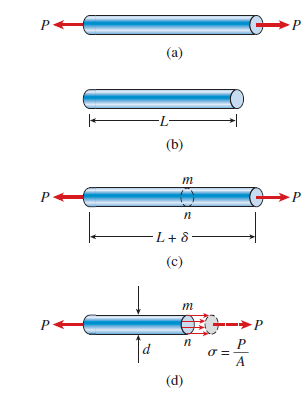 P P
(a)
L
(b)
m
P P
n
L + δ
(c)
m
P P
d n σ = P/A
(d)